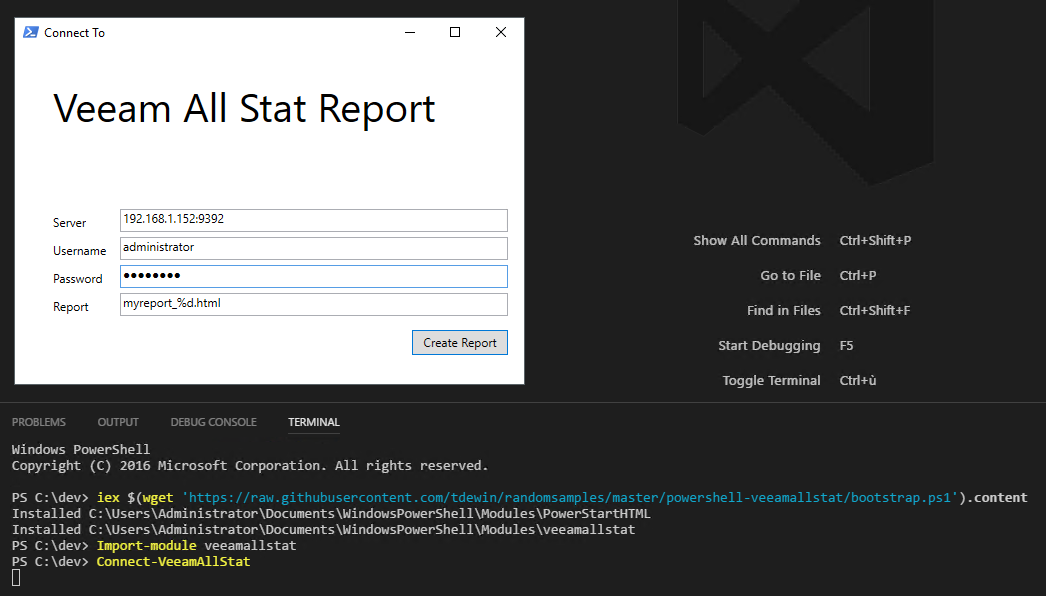 Connect To
Veeam All Stat Report
Server 192.168.1.152:9392
Username administrator
Password ●●●●●●●●
Report myreport_%d.html
Create Report
Show All Commands Ctrl+Shift+P
Go to File Ctrl+P
Find in Files Ctrl+Shift+F
Start Debugging F5
Toggle Terminal Ctrl+ù
PROBLEMS OUTPUT DEBUG CONSOLE TERMINAL
Windows PowerShell
Copyright (C) 2016 Microsoft Corporation. All rights reserved.
PS C:\dev> iex $(wget 'https://raw.githubusercontent.com/tdewin/randomsamples/master/powershell-veeamallstat/bootstrap.ps1').content
Installed C:\Users\Administrator\Documents\WindowsPowerShell\Modules\PowerStartHTML
Installed C:\Users\Administrator\Documents\WindowsPowerShell\Modules\veeamallstat
PS C:\dev> Import-module veeamallstat
PS C:\dev> Connect-VeeamAllStat